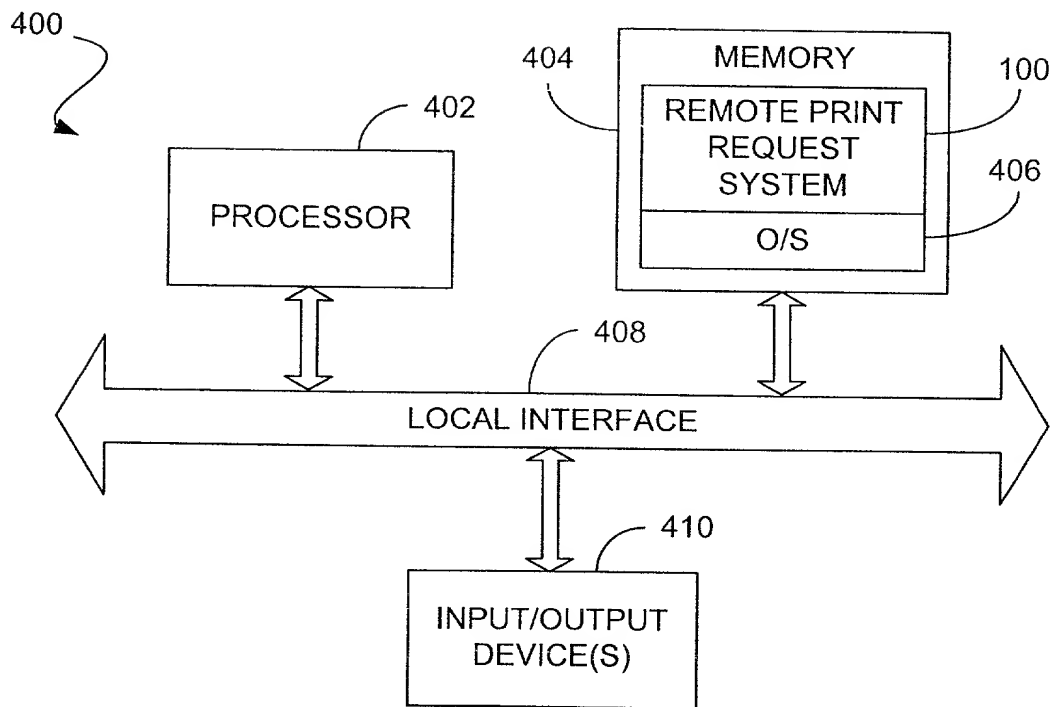 400
404
MEMORY
100
402
REMOTE PRINT
REQUEST
SYSTEM
406
PROCESSOR
O/S
408
LOCAL INTERFACE
410
INPUT/OUTPUT
DEVICE(S)